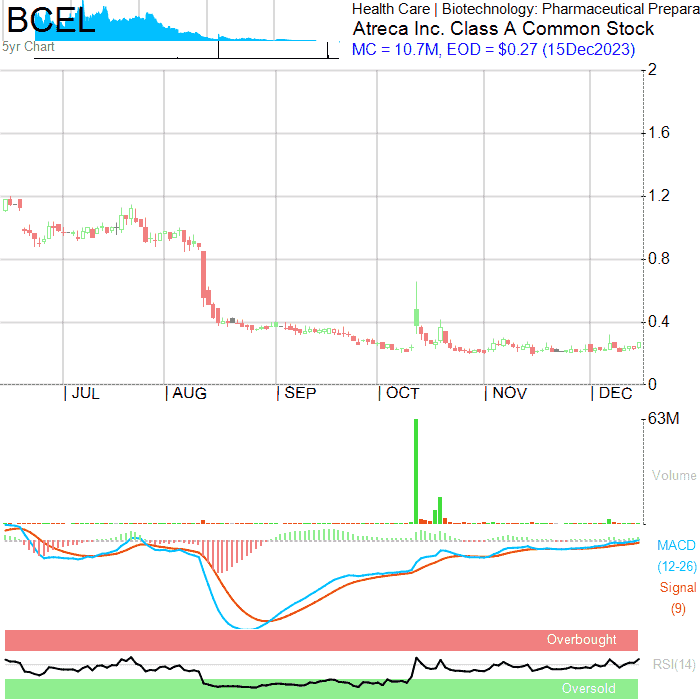 BCEL
Health Care | Biotechnology: Pharmaceutical Prepara
Atreca Inc. Class A Common Stock
5yr Chart
MC = 10.7M, EOD = $0.27 (15Dec2023)
2
1.6
1.2
0.8
0.4
0
| JUL | AUG | SEP | OCT | NOV | DEC
63M
Volume
MACD
(12-26)
Signal
(9)
Overbought
RSI(14)
Oversold